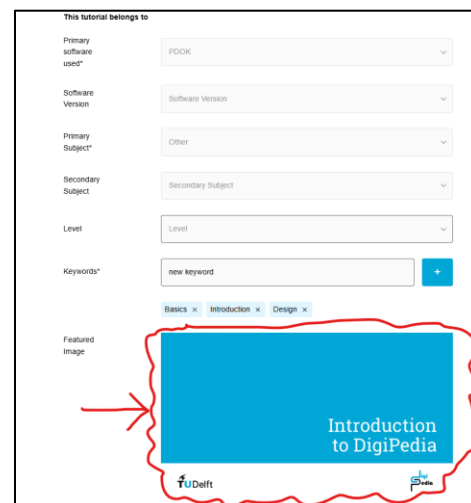 This tutorial belongs to
Primary
software
used*
PDOK
Software
Version
Software Version
Primary
Subject*
Other
Secondary
Subject
Secondary Subject
Level
Level
Keywords*
new keyword
+
Basics ×
Introduction ×
Design ×
Featured
Image
Introduction
to DigiPedia
TUDelft
Digi
Pedia